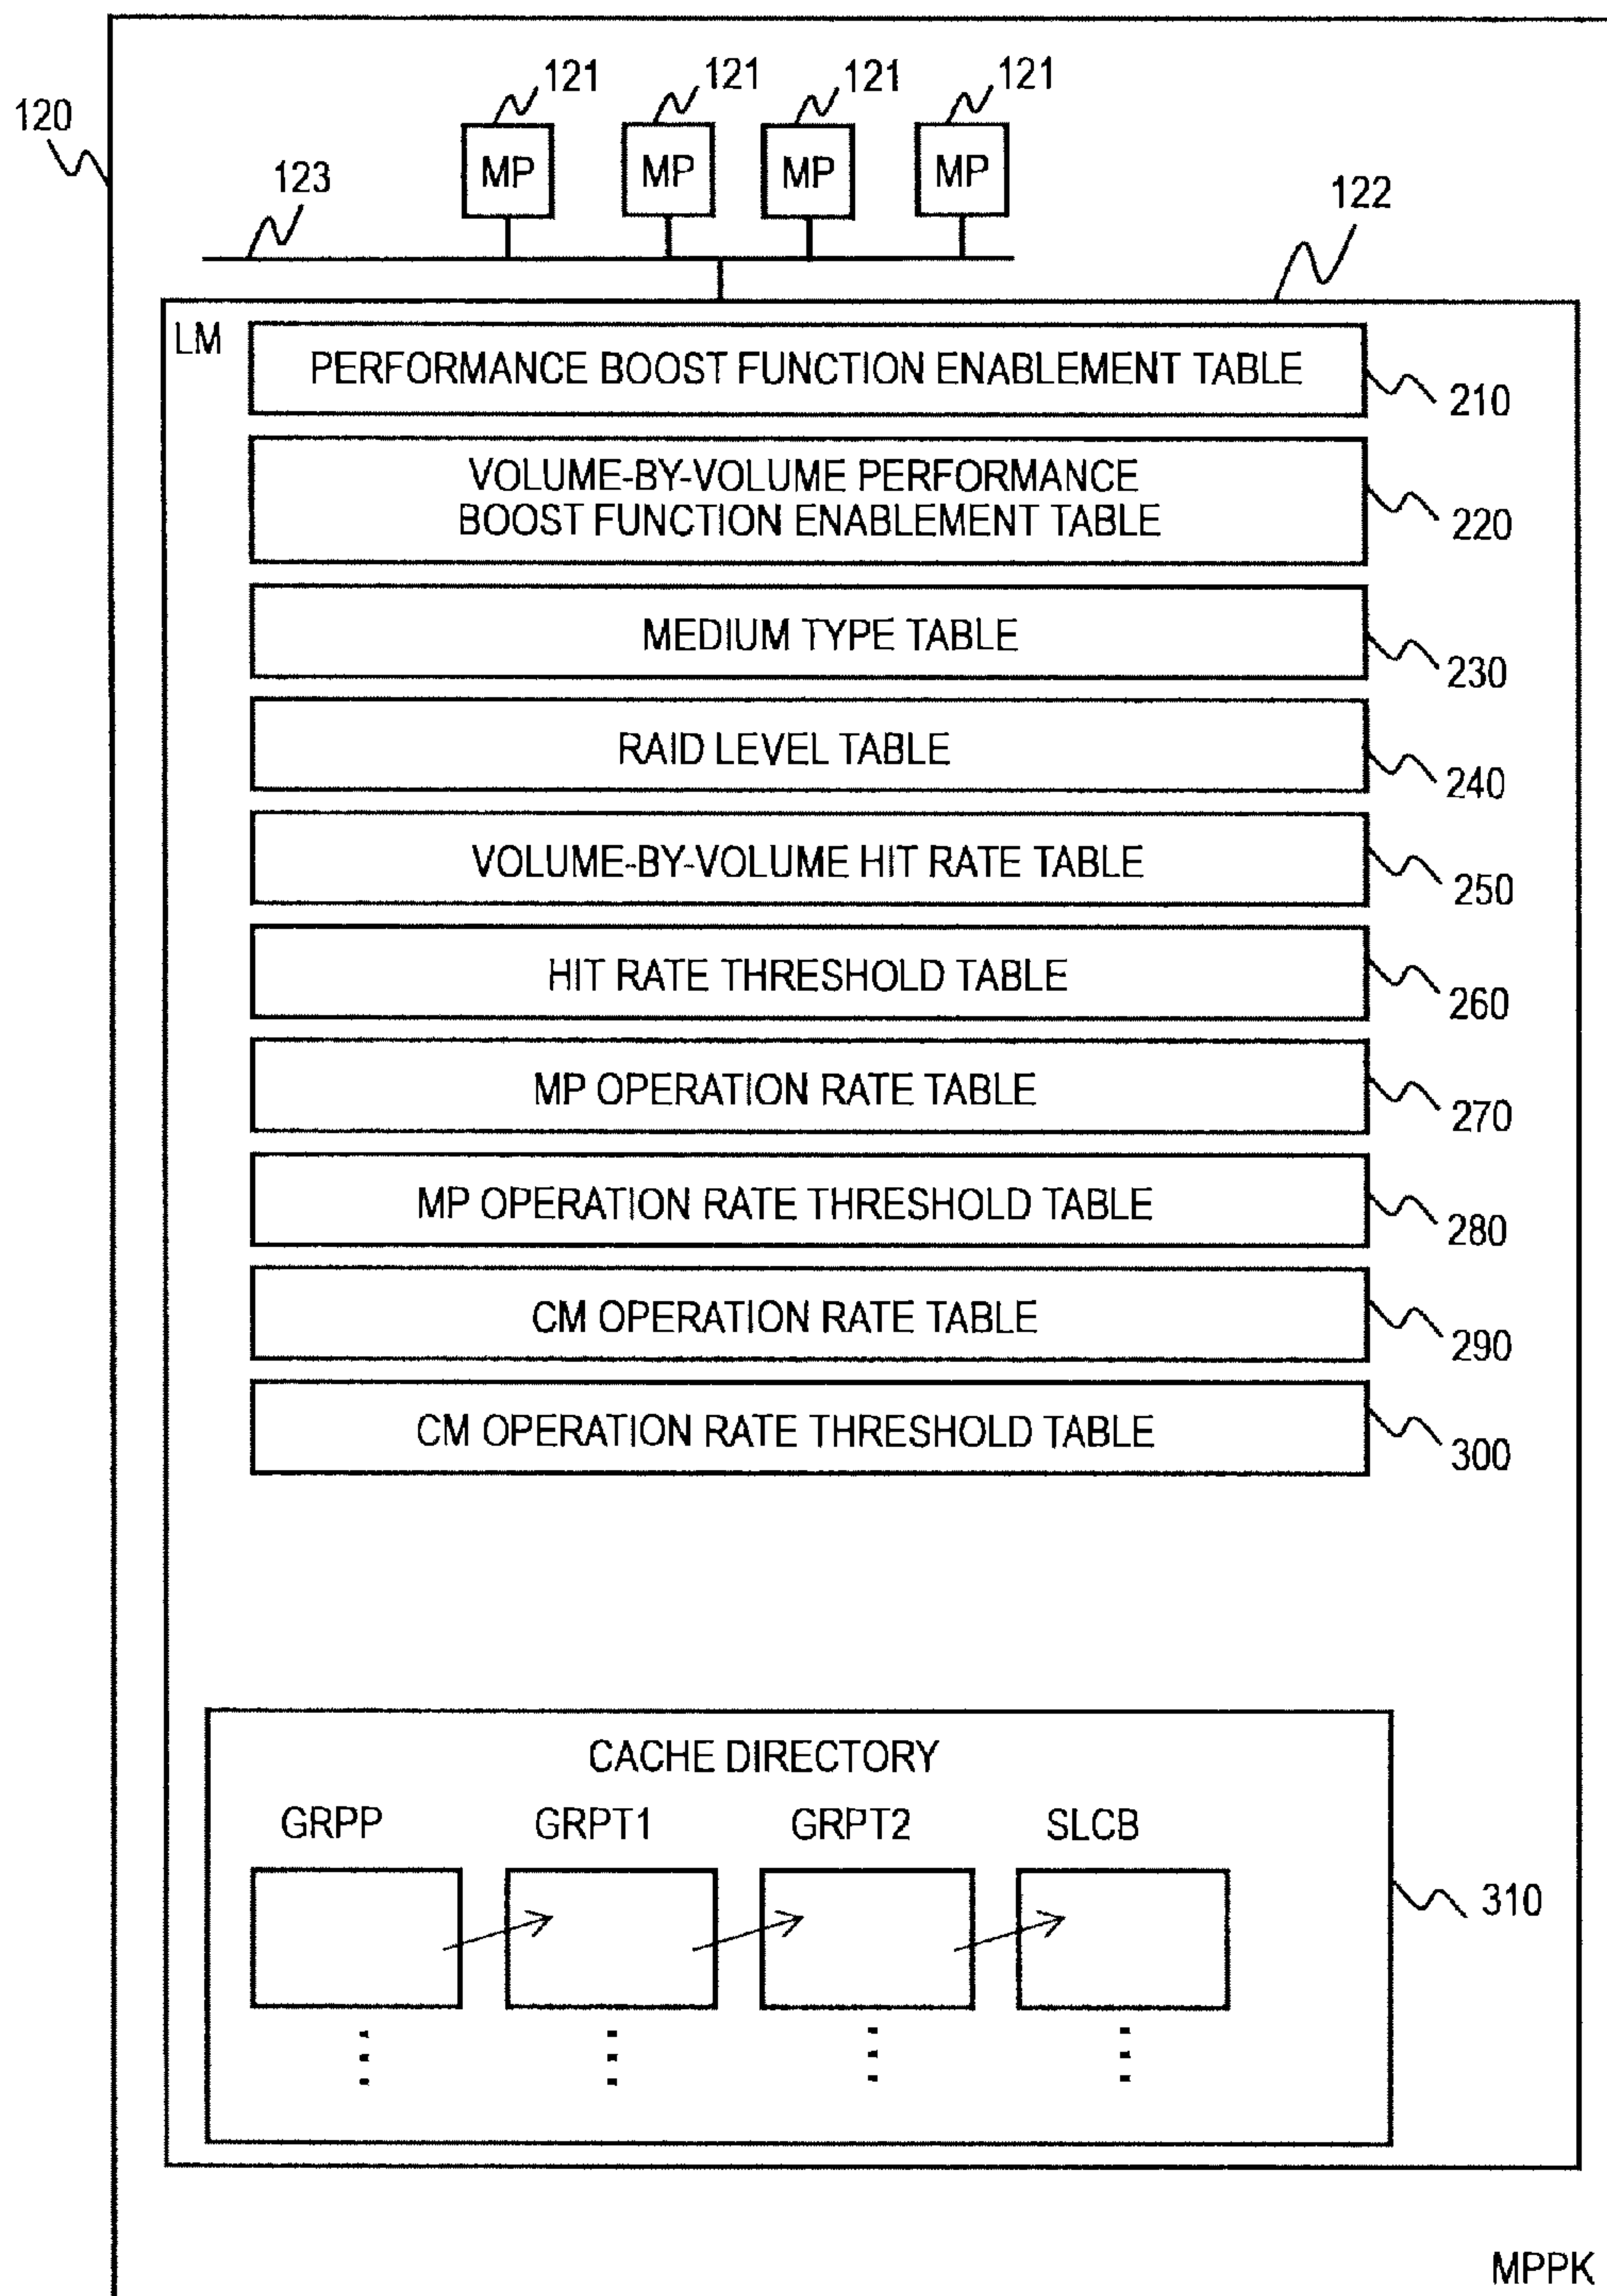 121 121 121 121
120
MP MP MP MP
123
122
LM
PERFORMANCE BOOST FUNCTION ENABLEMENT TABLE
210
VOLUME-BY-VOLUME PERFORMANCE
BOOST FUNCTION ENABLEMENT TABLE
220
MEDIUM TYPE TABLE
230
RAID LEVEL TABLE
240
VOLUME-BY-VOLUME HIT RATE TABLE
250
HIT RATE THRESHOLD TABLE
260
MP OPERATION RATE TABLE
270
MP OPERATION RATE THRESHOLD TABLE
280
CM OPERATION RATE TABLE
290
CM OPERATION RATE THRESHOLD TABLE
300
CACHE DIRECTORY
GRPP GRPT1 GRPT2 SLCB
310
MPPK